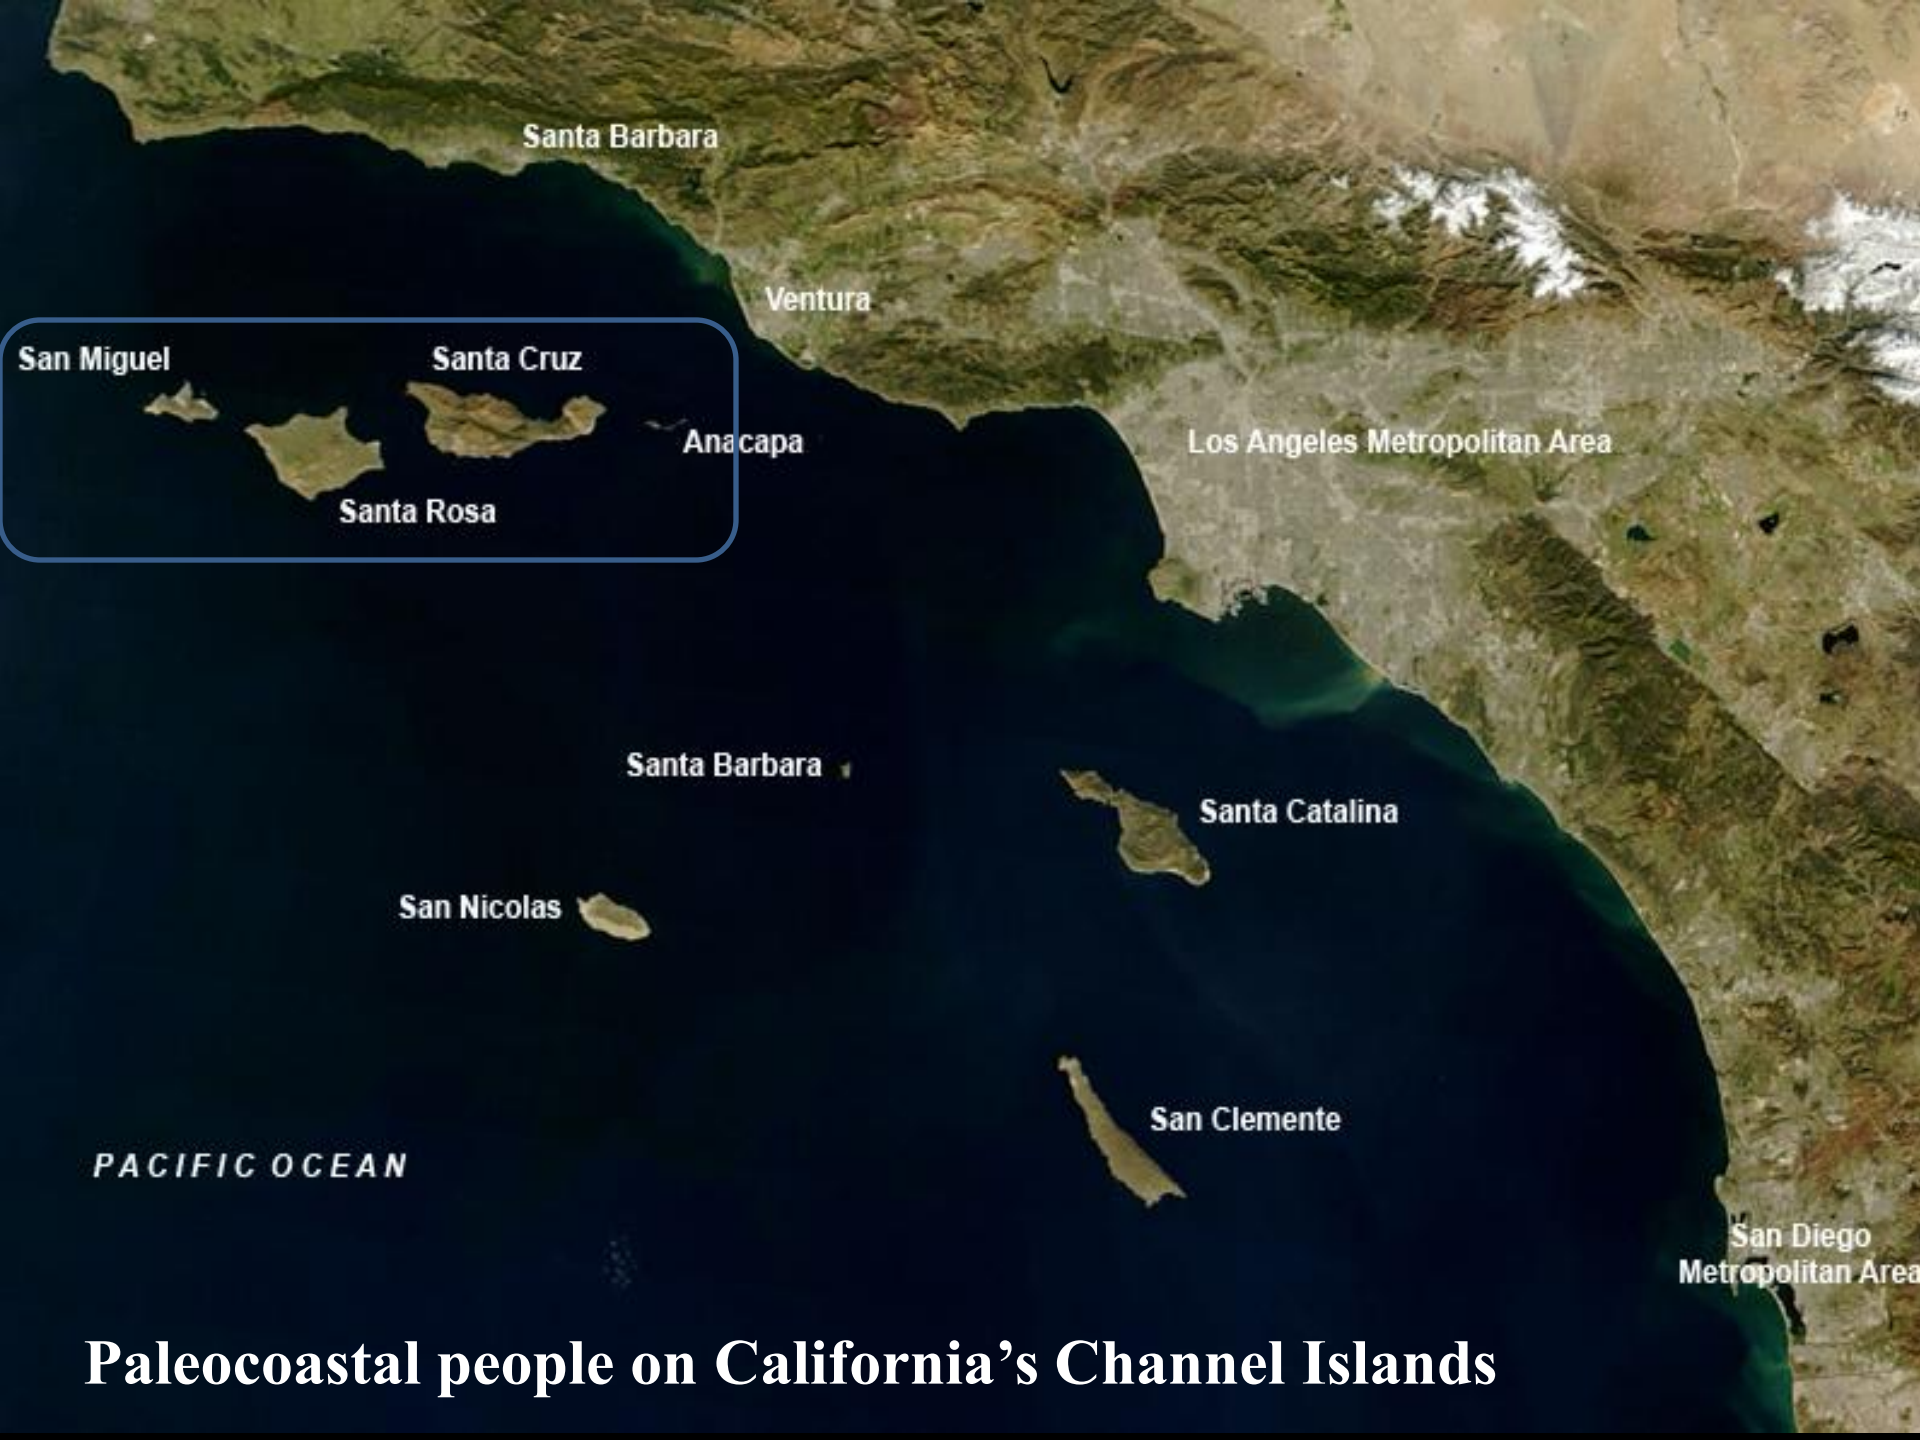 Santa Barbara
Ventura
San Miguel
Santa Cruz
Anacapa
Los Angeles Metropolitan Area
Santa Rosa
Santa Barbara
Santa Catalina
San Nicolas
San Clemente
PACIFIC OCEAN
San Diego
Metropolitan Area
Paleocoastal people on California’s Channel Islands